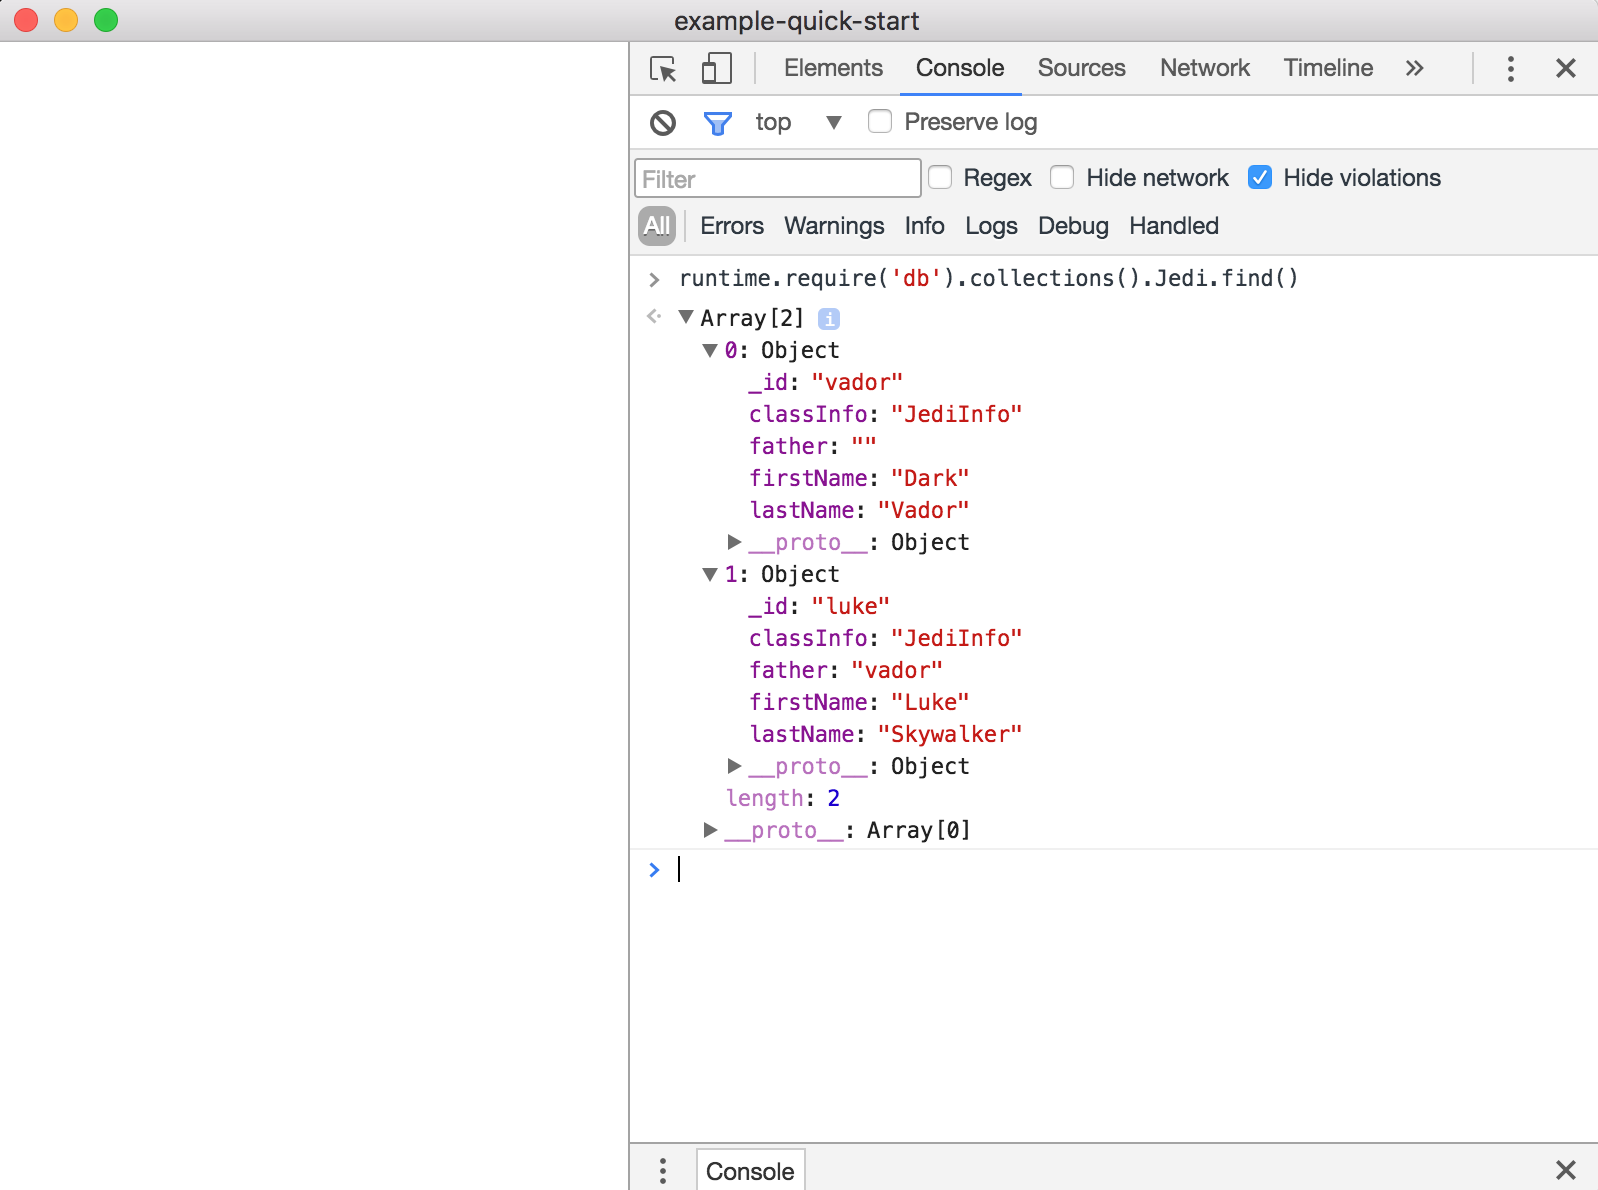 example-quick-start
Elements Console Sources Network Timeline »
top ▼ Preserve log
Filter Regex Hide network Hide violations
All Errors Warnings Info Logs Debug Handled
> runtime.require('db').collections().Jedi.find()
▼ Array[2] i
▼ 0: Object
_id: "vador"
classInfo: "JediInfo"
father: ""
firstName: "Dark"
lastName: "Vador"
▶ __proto__: Object
▼ 1: Object
_id: "luke"
classInfo: "JediInfo"
father: "vador"
firstName: "Luke"
lastName: "Skywalker"
▶ __proto__: Object
length: 2
▶ __proto__: Array[0]
>
Console